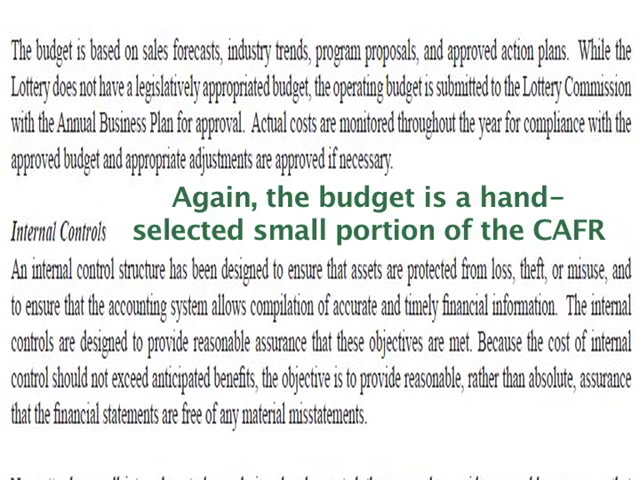 The budget is based on sales forecasts, industry trends, program proposals, and approved action plans. While the
Lottery does not have a legislatively appropriated budget, the operating budget is submitted to the Lottery Commission
with the Annual Business Plan for approval. Actual costs are monitored throughout the year for compliance with the
approved budget and appropriate adjustments are approved if necessary.
Again, the budget is a hand-
selected small portion of the CAFR
Internal Controls
An internal control structure has been designed to ensure that assets are protected from loss, theft, or misuse, and
to ensure that the accounting system allows compilation of accurate and timely financial information. The internal
controls are designed to provide reasonable assurance that these objectives are met. Because the cost of internal
control should not exceed anticipated benefits, the objective is to provide reasonable, rather than absolute, assurance
that the financial statements are free of any material misstatements.